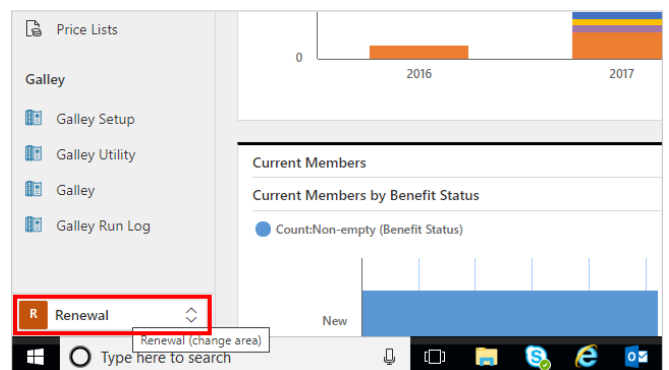 Price Lists
Galley
Galley Setup
Galley Utility
Galley
Galley Run Log
R Renewal
Renewal (change area)
0
2016 2017
Current Members
Current Members by Benefit Status
Count:Non-empty (Benefit Status)
New
Type here to search